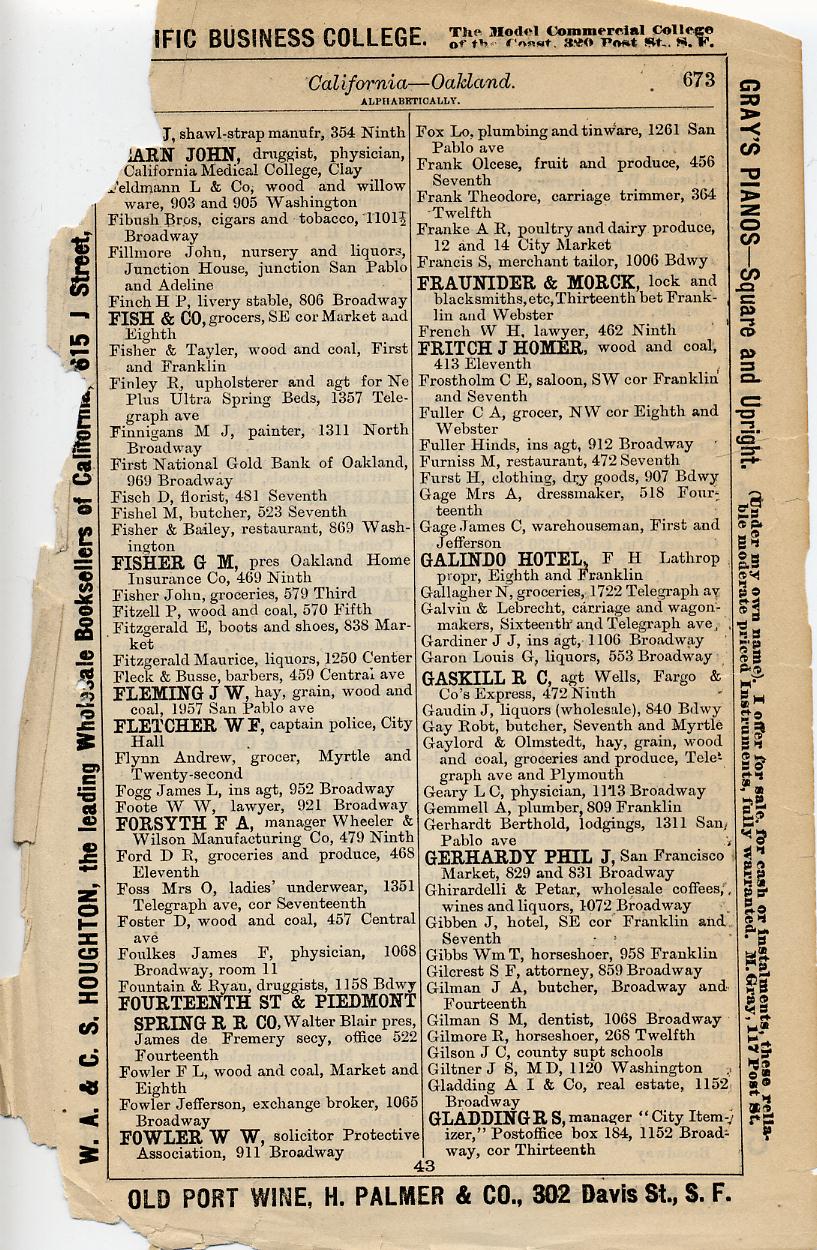 IFIC BUSINESS COLLEGE. The Model Commercial College
of the Coast, 320 Post St., S. F.
California—Oakland. 673
ALPHABETICALLY.
J, shawl-strap manufr, 354 Ninth
EARN JOHN, druggist, physician,
California Medical College, Clay
Feldmann L & Co, wood and willow
ware, 903 and 905 Washington
Fibush Bros, cigars and tobacco, 1101½
Broadway
Fillmore John, nursery and liquors,
Junction House, junction San Pablo
and Adeline
Finch H P, livery stable, 806 Broadway
FISH & CO, grocers, SE cor Market and
Eighth
Fisher & Tayler, wood and coal, First
and Franklin
Finley R, upholsterer and agt for Ne
Plus Ultra Spring Beds, 1357 Tele-
graph ave
Finnigans M J, painter, 1311 North
Broadway
First National Gold Bank of Oakland,
969 Broadway
Fisch D, florist, 481 Seventh
Fishel M, butcher, 523 Seventh
Fisher & Bailey, restaurant, 869 Wash-
ington
FISHER G M, pres Oakland Home
Insurance Co, 469 Ninth
Fisher John, groceries, 579 Third
Fitzell P, wood and coal, 570 Fifth
Fitzgerald E, boots and shoes, 838 Mar-
ket
Fitzgerald Maurice, liquors, 1250 Center
Fleck & Busse, barbers, 459 Central ave
FLEMING J W, hay, grain, wood and
coal, 1957 San Pablo ave
FLETCHER W F, captain police, City
Hall
Flynn Andrew, grocer, Myrtle and
Twenty-second
Fogg James L, ins agt, 952 Broadway
Foote W W, lawyer, 921 Broadway
FORSYTH F A, manager Wheeler &
Wilson Manufacturing Co, 479 Ninth
Ford D R, groceries and produce, 468
Eleventh
Foss Mrs O, ladies' underwear, 1351
Telegraph ave, cor Seventeenth
Foster D, wood and coal, 457 Central
ave
Foulkes James F, physician, 1068
Broadway, room 11
Fountain & Ryan, druggists, 1158 Bdwy
FOURTEENTH ST & PIEDMONT
SPRING R R CO, Walter Blair pres,
James de Fremery secy, office 522
Fourteenth
Fowler F L, wood and coal, Market and
Eighth
Fowler Jefferson, exchange broker, 1065
Broadway
FOWLER W W, solicitor Protective
Association, 911 Broadway
Fox Lo, plumbing and tinware, 1261 San
Pablo ave
Frank Olcese, fruit and produce, 456
Seventh
Frank Theodore, carriage trimmer, 364
Twelfth
Franke A R, poultry and dairy produce,
12 and 14 City Market
Francis S, merchant tailor, 1006 Bdwy
FRAUNIDER & MORCK, lock and
blacksmiths, etc, Thirteenth bet Frank-
lin and Webster
French W H, lawyer, 462 Ninth
FRITCH J HOMER, wood and coal,
413 Eleventh
Frostholm C E, saloon, SW cor Franklin
and Seventh
Fuller C A, grocer, NW cor Eighth and
Webster
Fuller Hinds, ins agt, 912 Broadway
Furniss M, restaurant, 472 Seventh
Furst H, clothing, dry goods, 907 Bdwy
Gage Mrs A, dressmaker, 518 Four-
teenth
Gage James C, warehouseman, First and
Jefferson
GALINDO HOTEL, F H Lathrop
propr, Eighth and Franklin
Gallagher N, groceries, 1722 Telegraph av
Galvin & Lebrecht, carriage and wagon-
makers, Sixteenth and Telegraph ave
Gardiner J J, ins agt, 1106 Broadway
Garon Louis G, liquors, 553 Broadway
GASKILL R C, agt Wells, Fargo &
Co's Express, 472 Ninth
Gaudin J, liquors (wholesale), 840 Bdwy
Gay Robt, butcher, Seventh and Myrtle
Gaylord & Olmstedt, hay, grain, wood
and coal, groceries and produce, Tele-
graph ave and Plymouth
Geary L C, physician, 1113 Broadway
Gemmell A, plumber, 809 Franklin
Gerhardt Berthold, lodgings, 1311 San
Pablo ave
GERHARDY PHIL J, San Francisco
Market, 829 and 831 Broadway
Ghirardelli & Petar, wholesale coffees,
wines and liquors, 1072 Broadway
Gibben J, hotel, SE cor Franklin and
Seventh
Gibbs Wm T, horseshoer, 958 Franklin
Gilcrest S F, attorney, 859 Broadway
Gilman J A, butcher, Broadway and
Fourteenth
Gilman S M, dentist, 1068 Broadway
Gilmore R, horseshoer, 268 Twelfth
Gilson J C, county supt schools
Giltner J S, M D, 1120 Washington
Gladding A I & Co, real estate, 1152
Broadway
GLADDING R S, manager "City Item-
izer," Postoffice box 184, 1152 Broad-
way, cor Thirteenth
43
W. A. & C. S. HOUGHTON, the leading Wholesale Booksellers of California, 615 J Street,
GRAY'S PIANOS—Square and Upright. (Under my own name). I offer for sale, for cash or instalments, these relia-
ble moderate priced Instruments, fully warranted. M. Gray, 117 Post St.
OLD PORT WINE, H. PALMER & CO., 302 Davis St., S. F.